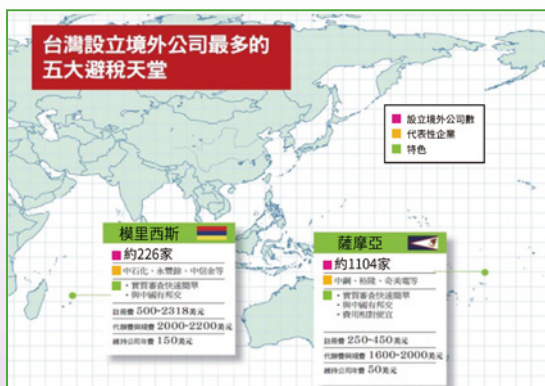 台灣設立境外公司最多的
五大避稅天堂
設立境外公司數
代表性企業
特色
模里西斯
約226家
中石化、永豐餘、中信金等
・實質審查快速簡單
・與中國有邦交
註冊費 500-2318美元
代辦費與規費 2000-2200美元
維持公司年費 150美元
薩摩亞
約1104家
中鋼、裕隆、奇美電等
・實質審查快速簡單
・與中國有邦交
・費用相對便宜
註冊費 250-450美元
代辦費與規費 1600-2000美元
維持公司年費 50美元